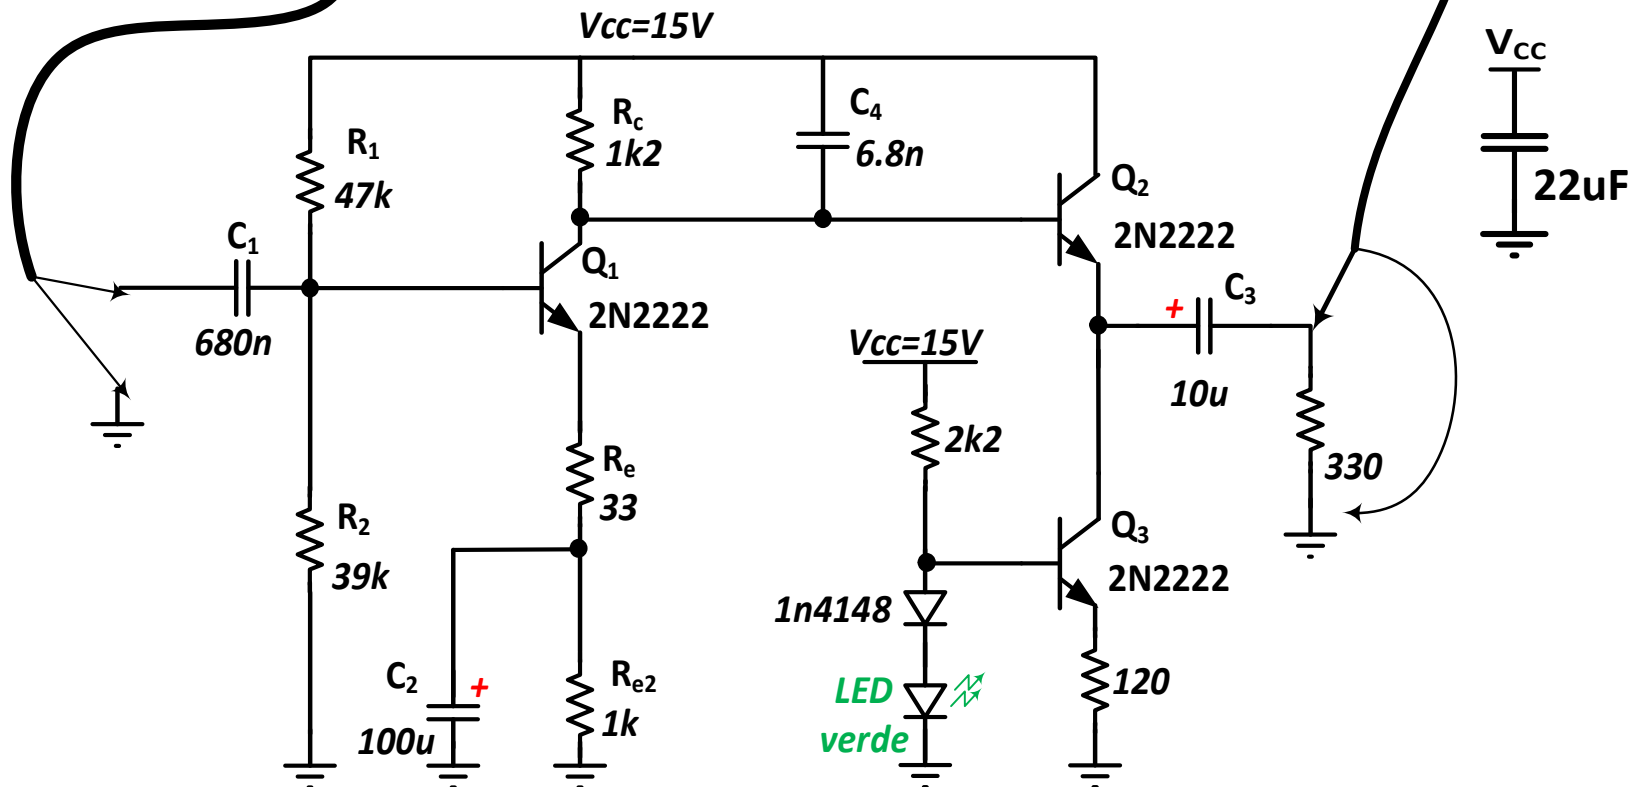 Vcc=15V
VCC
22uF
R1
47k
Rc
1k2
C4
6.8n
Q2
2N2222
C1
680n
Q1
2N2222
C3
+
10u
Vcc=15V
2k2
330
Re
33
R2
39k
Q3
2N2222
1n4148
C2
+
100u
Re2
1k
LED
verde
120